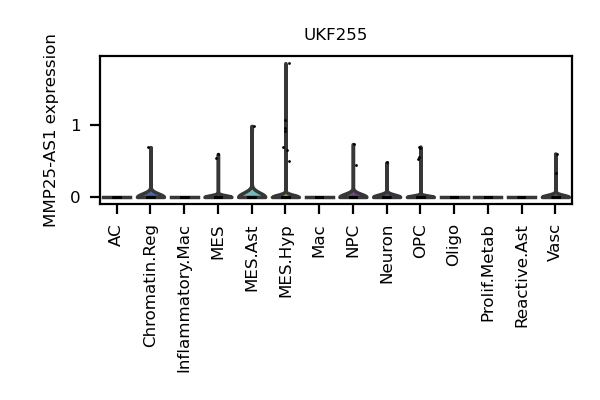 UKF255
MMP25-AS1 expression
1
0
AC
Chromatin.Reg
Inflammatory.Mac
MES
MES.Ast
MES.Hyp
Mac
NPC
Neuron
OPC
Oligo
Prolif.Metab
Reactive.Ast
Vasc